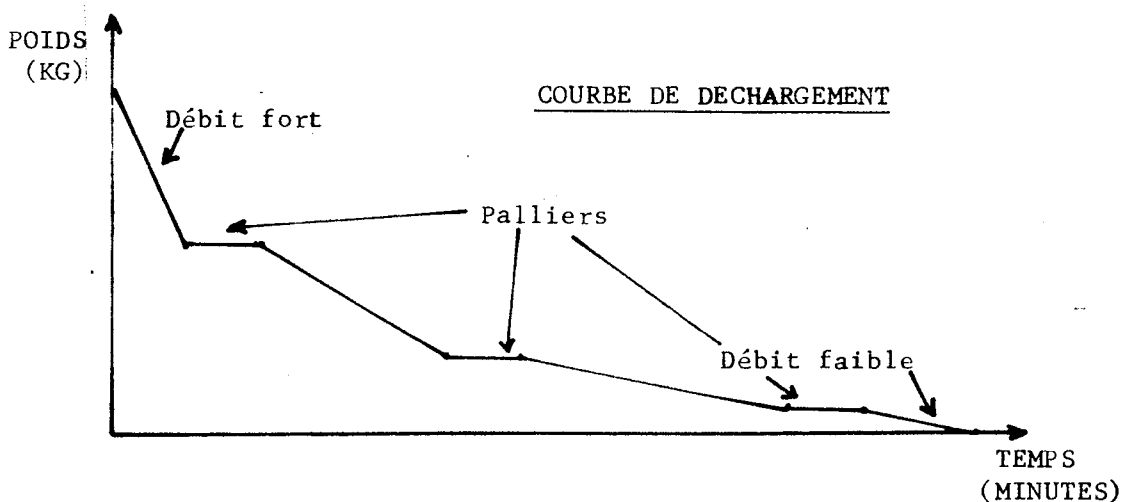 POIDS
(KG)
COURBE DE DECHARGEMENT
Débit fort
Palliers
Débit faible
TEMPS
(MINUTES)